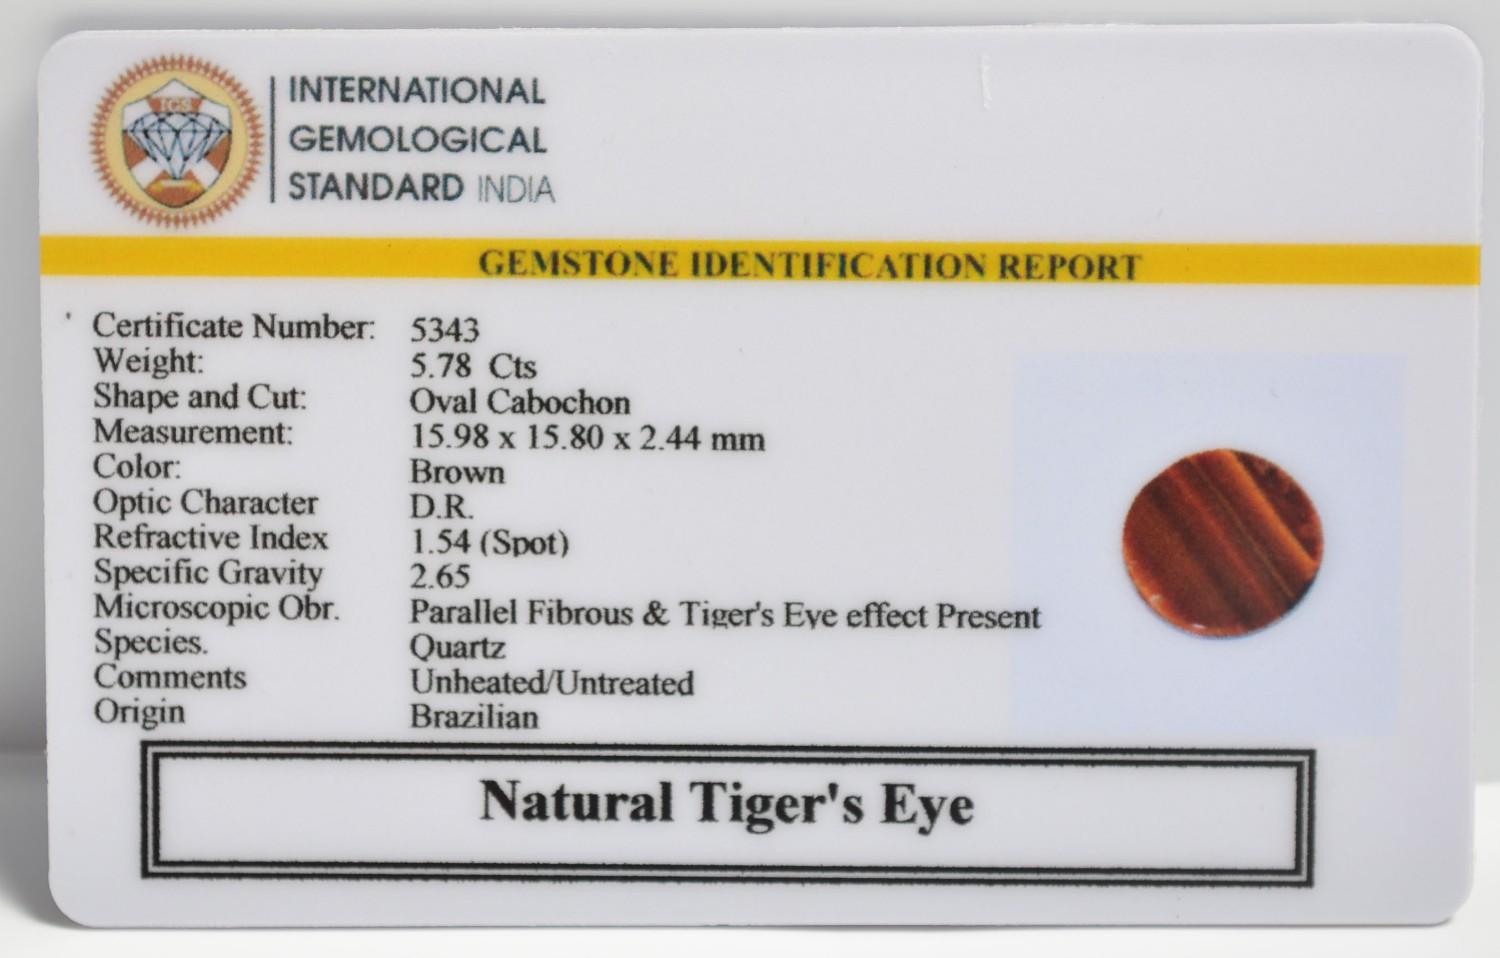 IGS
INTERNATIONAL
GEMOLOGICAL
STANDARD INDIA
GEMSTONE IDENTIFICATION REPORT
Certificate Number: 5343
Weight: 5.78 Cts
Shape and Cut: Oval Cabochon
Measurement: 15.98 x 15.80 x 2.44 mm
Color: Brown
Optic Character D.R.
Refractive Index 1.54 (Spot)
Specific Gravity 2.65
Microscopic Obr. Parallel Fibrous & Tiger's Eye effect Present
Species. Quartz
Comments Unheated/Untreated
Origin Brazilian
Natural Tiger's Eye